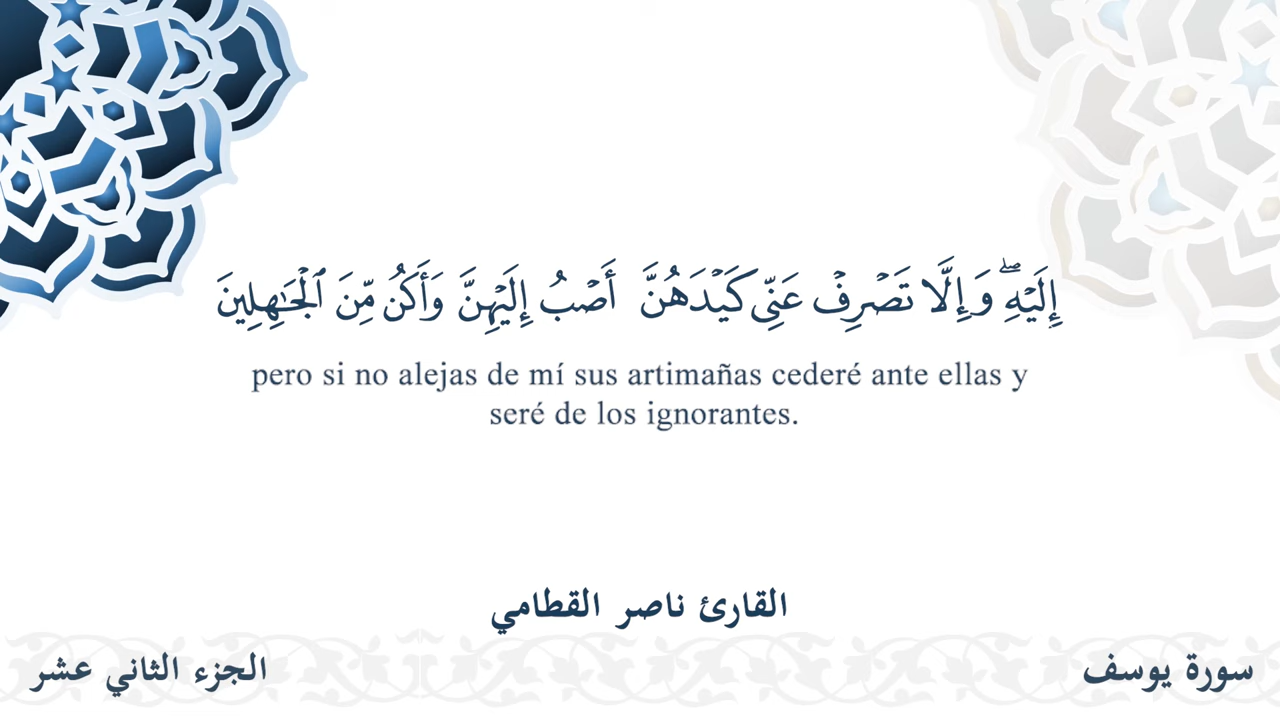 إِلَيۡهِۖ وَإِلَّا تَصۡرِفۡ عَنِّي كَيۡدَهُنَّ أَصۡبُ إِلَيۡهِنَّ وَأَكُن مِّنَ ٱلۡجَٰهِلِينَ
pero si no alejas de mí sus artimañas cederé ante ellas y
seré de los ignorantes.
القارئ ناصر القطامي
سورة يوسف
الجزء الثاني عشر